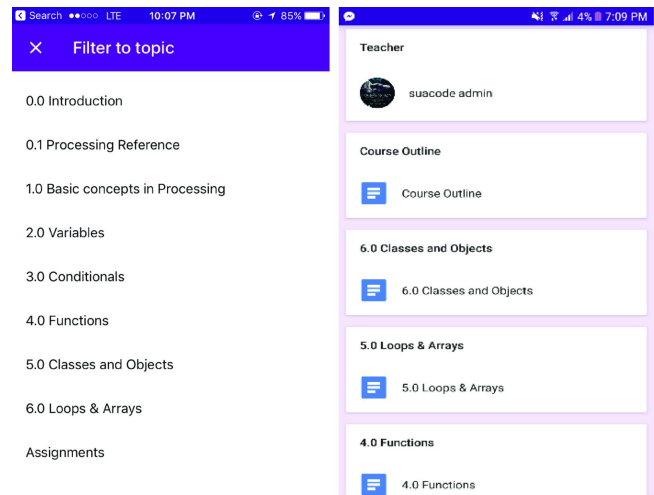 Search LTE 10:07 PM 85%
Filter to topic
0.0 Introduction
0.1 Processing Reference
1.0 Basic concepts in Processing
2.0 Variables
3.0 Conditionals
4.0 Functions
5.0 Classes and Objects
6.0 Loops & Arrays
Assignments
4% 7:09 PM
Teacher
suacode admin
Course Outline
Course Outline
6.0 Classes and Objects
6.0 Classes and Objects
5.0 Loops & Arrays
5.0 Loops & Arrays
4.0 Functions
4.0 Functions